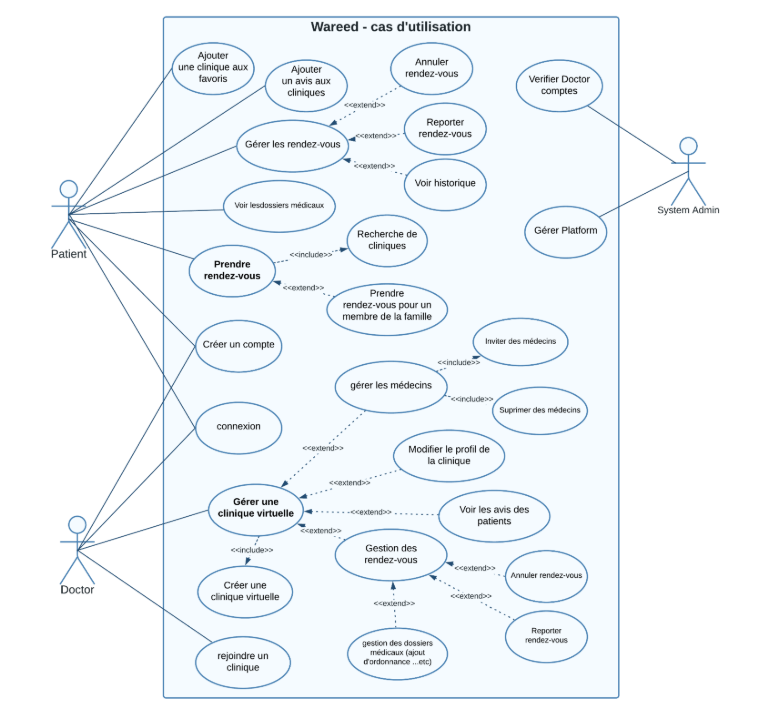 Wareed - cas d'utilisation
Ajouter
une clinique aux
favoris
Ajouter
un avis aux
cliniques
Annuler
rendez-vous
Verifier Doctor
comptes
<<extend>>
Gérer les rendez-vous
<<extend>>
Reporter
rendez-vous
<<extend>>
Voir historique
Patient
System Admin
Voir lesdossiers médicaux
Gérer Platform
Prendre
rendez-vous
<<include>>
Recherche de
cliniques
<<extend>>
Prendre
rendez-vous pour un
membre de la famille
Créer un compte
Inviter des médecins
<<include>>
gérer les médecins
<<include>>
Suprimer des médecins
connexion
<<extend>>
Modifier le profil de
la clinique
<<extend>>
Gérer une
clinique virtuelle
<<extend>>
Voir les avis des
patients
<<extend>>
<<include>>
Gestion des
rendez-vous
<<extend>>
Annuler rendez-vous
Doctor
Créer une
clinique virtuelle
<<extend>>
<<extend>>
Reporter
rendez-vous
gestion des dossiers
médicaux (ajout
d'ordonnance ...etc)
rejoindre un
clinique